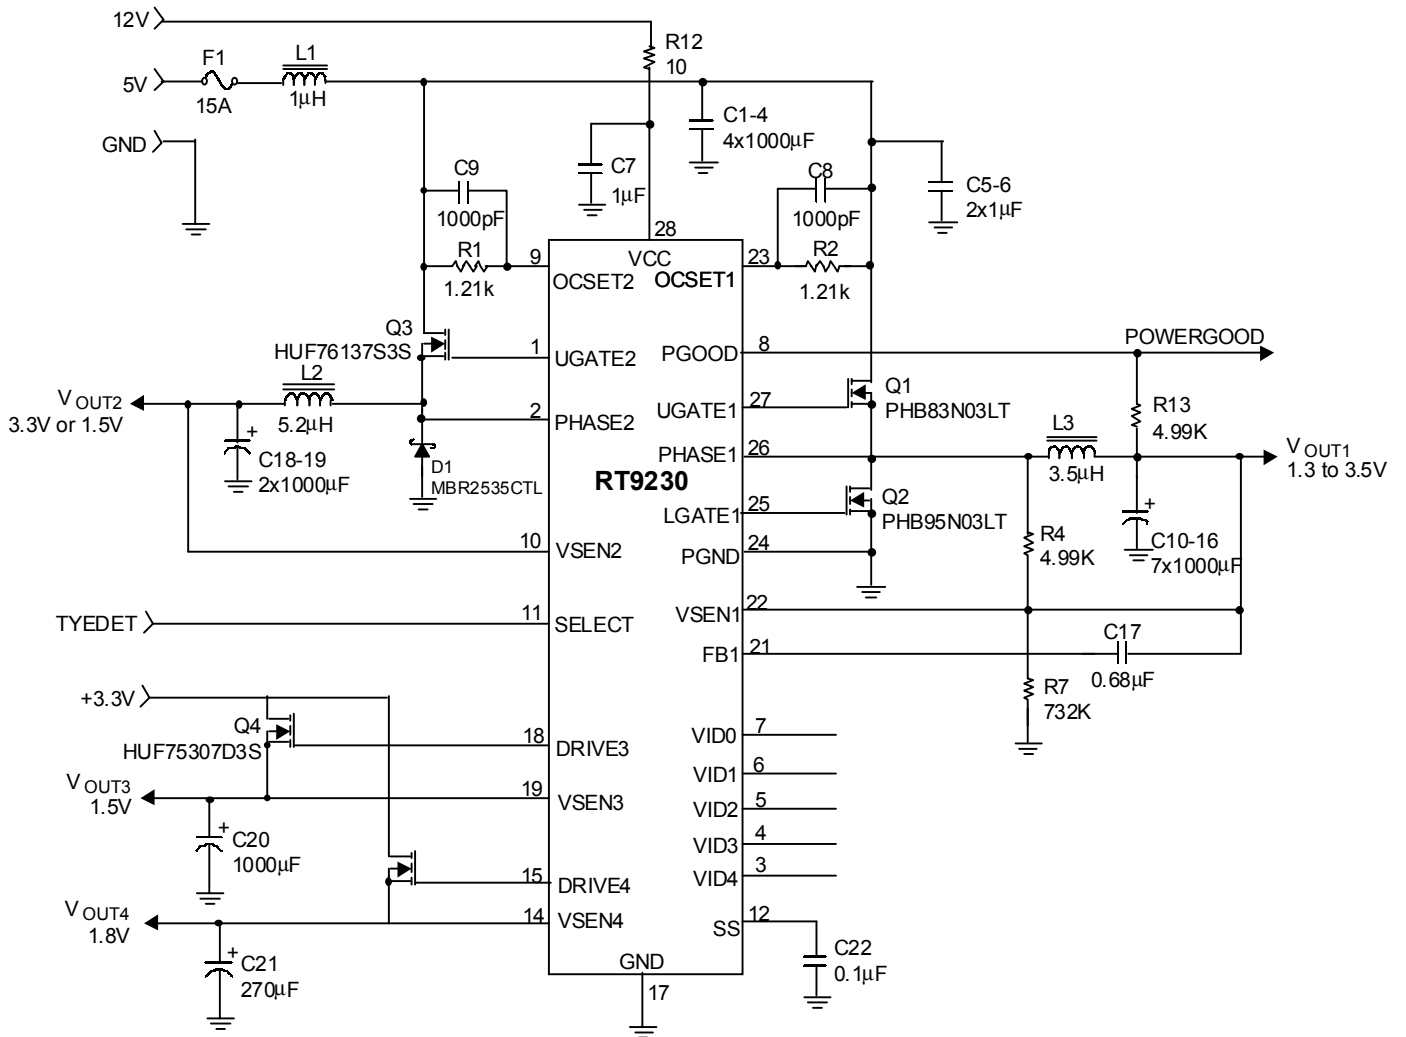 12V
R12
10
F1
L1
5V
15A
1µH
C1-4
4x1000µF
GND
C7
1µF
C9
1000pF
C8
1000pF
C5-6
2x1µF
28
VCC
R1
1.21k
9
OCSET2
OCSET1
23
R2
1.21k
Q3
HUF76137S3S
1
UGATE2
PGOOD
8
POWERGOOD
L2
5.2µH
V OUT2
3.3V or 1.5V
2
PHASE2
UGATE1
27
Q1
PHB83N03LT
R13
4.99K
C18-19
2x1000µF
D1
MBR2535CTL
RT9230
PHASE1
26
L3
3.5µH
V OUT1
1.3 to 3.5V
LGATE1
25
Q2
PHB95N03LT
R4
4.99K
C10-16
7x1000µF
10
VSEN2
PGND
24
TYEDET
11
SELECT
VSEN1
22
FB1
21
C17
0.68µF
R7
732K
+3.3V
Q4
HUF75307D3S
18
DRIVE3
VID0
7
VID1
6
V OUT3
1.5V
19
VSEN3
VID2
5
C20
1000µF
VID3
4
VID4
3
15
DRIVE4
V OUT4
1.8V
14
VSEN4
SS
12
C21
270µF
GND
17
C22
0.1µF